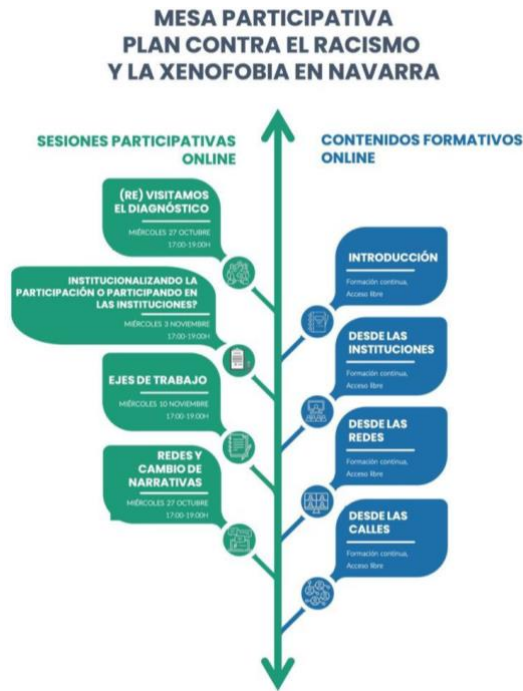 MESA PARTICIPATIVA
PLAN CONTRA EL RACISMO
Y LA XENOFOBIA EN NAVARRA
SESIONES PARTICIPATIVAS
ONLINE
(RE) VISITAMOS
EL DIAGNÓSTICO
MIÉRCOLES 27 OCTUBRE
17:00-19:00H
INSTITUCIONALIZANDO LA
PARTICIPACIÓN O PARTICIPANDO EN
LAS INSTITUCIONES?
MIÉRCOLES 3 NOVIEMBRE
17:00-19:00H
EJES DE TRABAJO
MIÉRCOLES 10 NOVIEMBRE
17:00-19:00H
REDES Y
CAMBIO DE
NARRATIVAS
MIÉRCOLES 27 OCTUBRE
17:00-19:00H
CONTENIDOS FORMATIVOS
ONLINE
INTRODUCCIÓN
Formación continua,
Acceso libre
DESDE LAS
INSTITUCIONES
Formación continua,
Acceso libre
DESDE LAS
REDES
Formación continua,
Acceso libre
DESDE LAS
CALLES
Formación continua,
Acceso libre